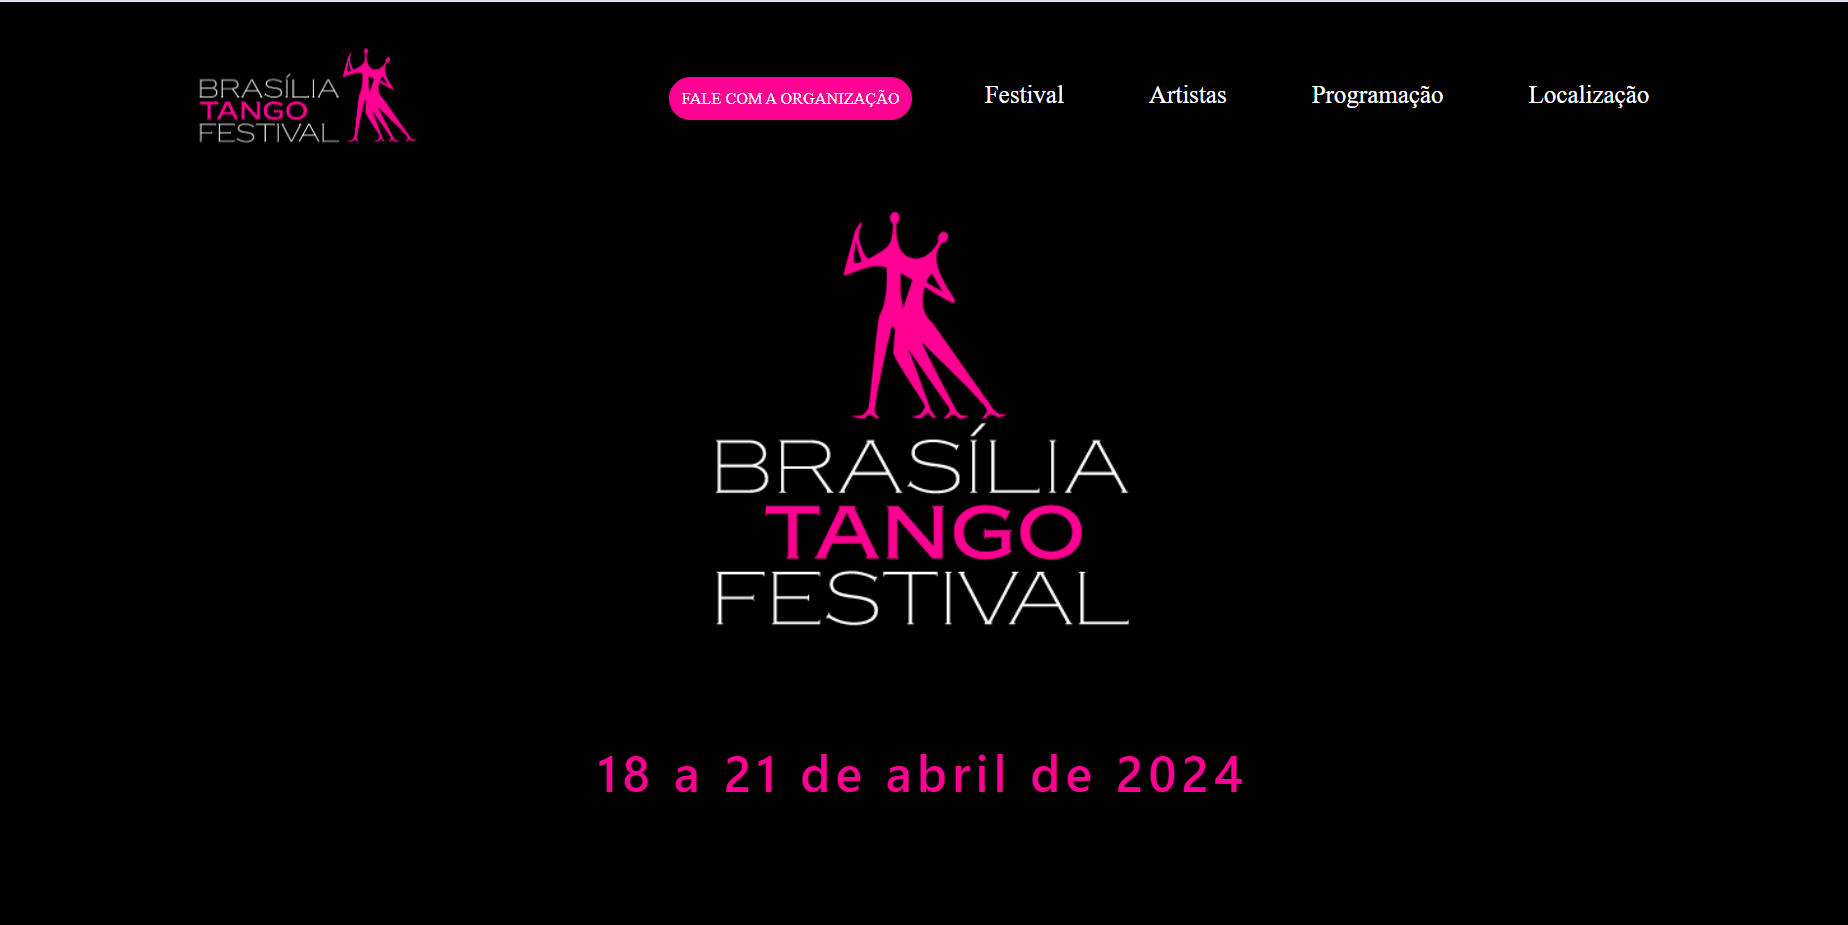 BRASÍLIA
TANGO
FESTIVAL
FALE COM A ORGANIZAÇÃO
Festival
Artistas
Programação
Localização
BRASÍLIA
TANGO
FESTIVAL
18 a 21 de abril de 2024